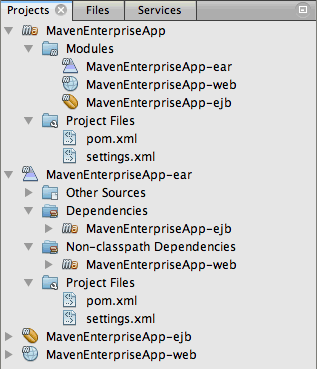 Projects Files Services
MavenEnterpriseApp
Modules
MavenEnterpriseApp-ear
MavenEnterpriseApp-web
MavenEnterpriseApp-ejb
Project Files
pom.xml
settings.xml
MavenEnterpriseApp-ear
Other Sources
Dependencies
MavenEnterpriseApp-ejb
Non-classpath Dependencies
MavenEnterpriseApp-web
Project Files
pom.xml
settings.xml
MavenEnterpriseApp-ejb
MavenEnterpriseApp-web